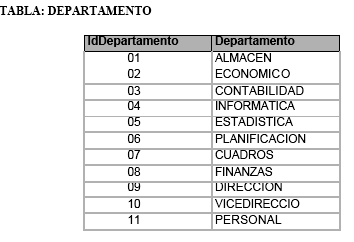 TABLA: DEPARTAMENTO
IdDepartamento Departamento
01 ALMACEN
02 ECONOMICO
03 CONTABILIDAD
04 INFORMATICA
05 ESTADISTICA
06 PLANIFICACION
07 CUADROS
08 FINANZAS
09 DIRECCION
10 VICEDIRECCIO
11 PERSONAL